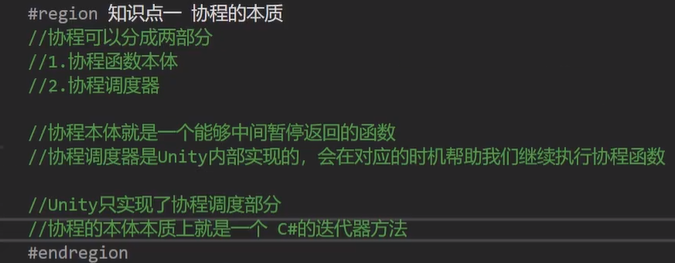 #region 知识点一 协程的本质
//协程可以分成两部分
//1.协程函数本体
//2.协程调度器
//协程本体就是一个能够中间暂停返回的函数
//协程调度器是Unity内部实现的，会在对应的时机帮助我们继续执行协程函数
//Unity只实现了协程调度部分
//协程的本体本质上就是一个 C#的迭代器方法
#endregion